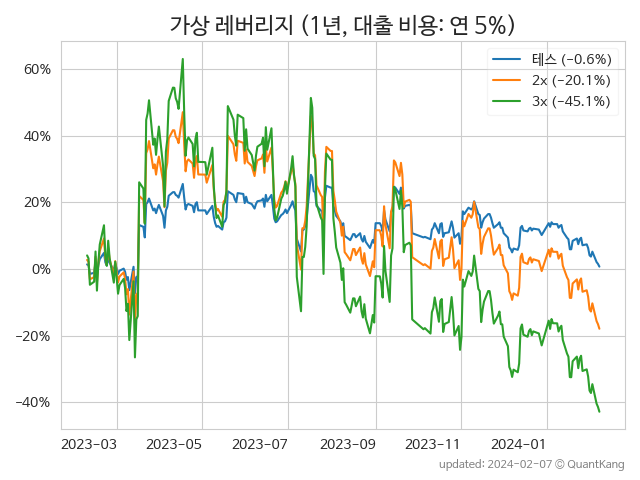 가상 레버리지 (1년, 대출 비용: 연 5%)
테스 (−0.6%)
2x (−20.1%)
3x (−45.1%)
60%
40%
20%
0%
−20%
−40%
2023−03 2023−05 2023−07 2023−09 2023−11 2024−01
updated: 2024-02-07 © QuantKang